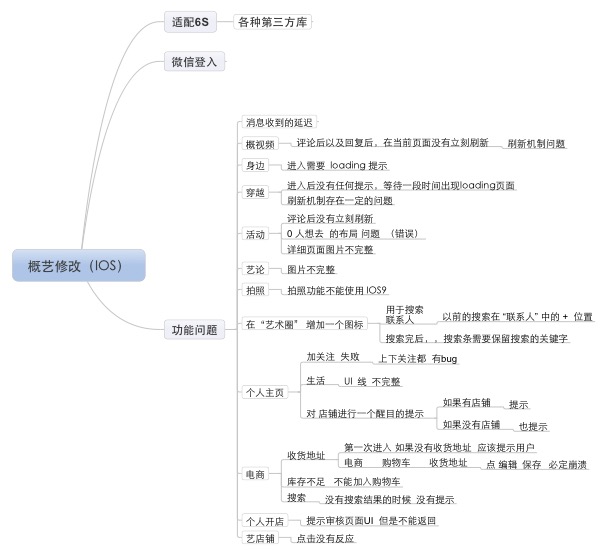 适配6S
各种第三方库
微信登入
消息收到的延迟
概视频
评论后以及回复后，在当前页面没有立刻刷新
刷新机制问题
身边
进入需要 loading 提示
穿越
进入后没有任何提示，等待一段时间出现loading页面
刷新机制存在一定的问题
活动
评论后没有立刻刷新
0 人想去 的布局 问题 （错误）
详细页面图片不完整
艺论
图片不完整
拍照
拍照功能不能使用 IOS9
概艺修改（IOS）
功能问题
在“艺术圈” 增加一个图标
用于搜索
联系人
以前的搜索在 “联系人” 中的 + 位置
搜索完后，，搜索条需要保留搜索的关键字
个人主页
加关注 失败
上下关注都 有bug
生活
UI 线 不完整
对 店铺进行一个醒目的提示
如果有店铺
提示
如果没有店铺
也提示
电商
收货地址
第一次进入 如果没有收货地址 应该提示用户
电商 购物车 收货地址
点 编辑 保存 必定崩溃
库存不足 不能加入购物车
搜索
没有搜索结果的时候 没有提示
个人开店
提示审核页面UI 但是不能返回
艺店铺
点击没有反应